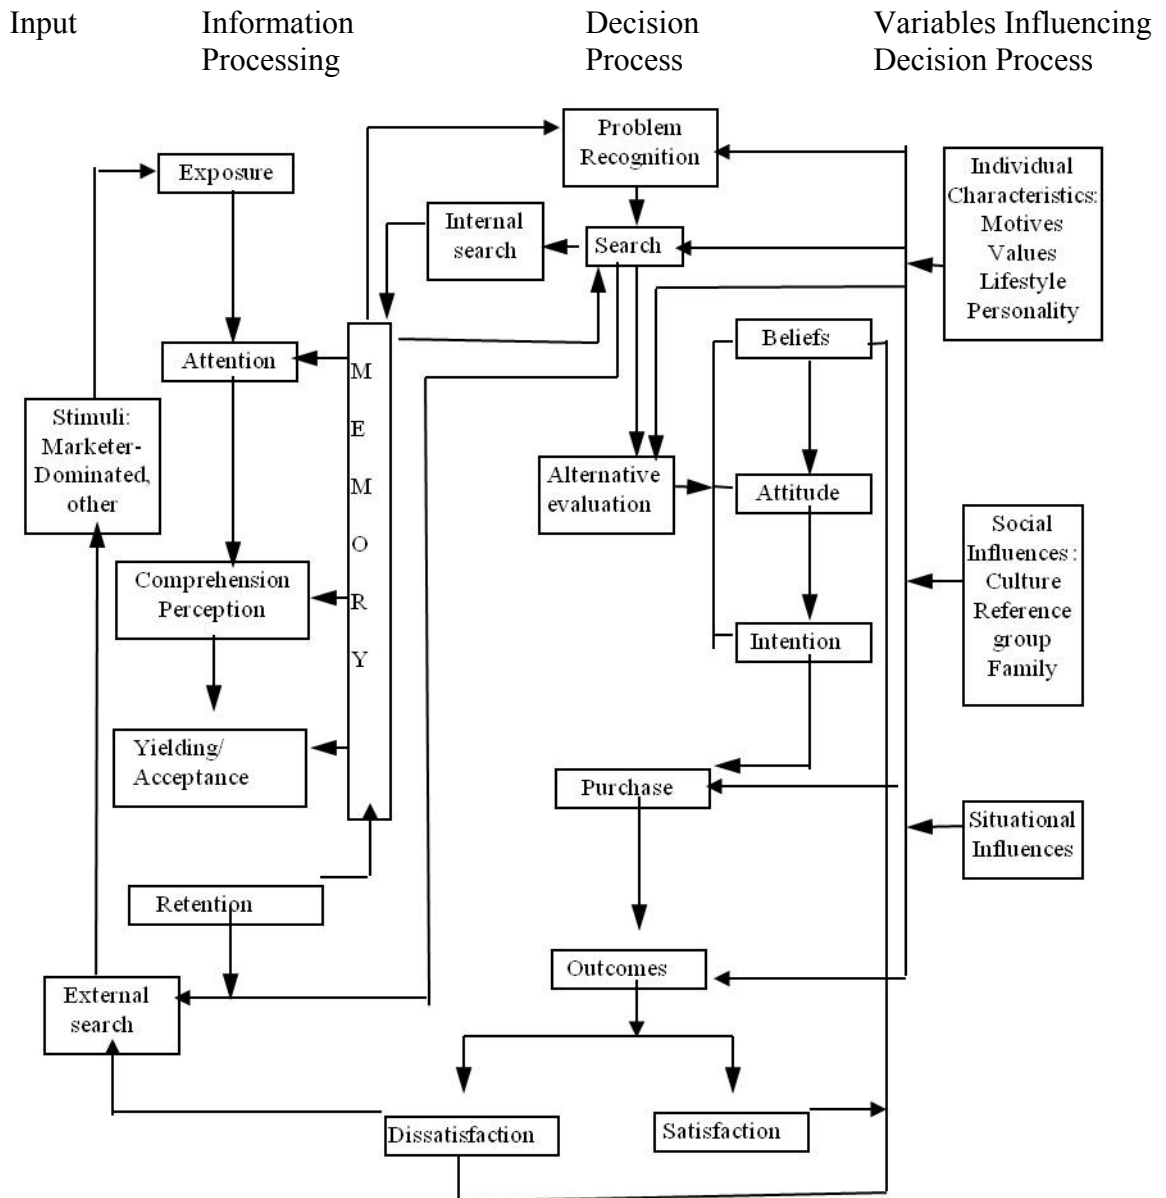 Input
Information
Processing
Decision
Process
Variables Influencing
Decision Process
Problem
Recognition
Exposure
Individual
Characteristics:
Motives
Values
Lifestyle
Personality
Internal
search
Search
Beliefs
Attention
M
E
M
O
R
Y
Stimuli:
Marketer-
Dominated,
other
Alternative
evaluation
Attitude
Social
Influences :
Culture
Reference
group
Family
Comprehension
Perception
Intention
Yielding/
Acceptance
Purchase
Situational
Influences
Retention
Outcomes
External
search
Dissatisfaction
Satisfaction